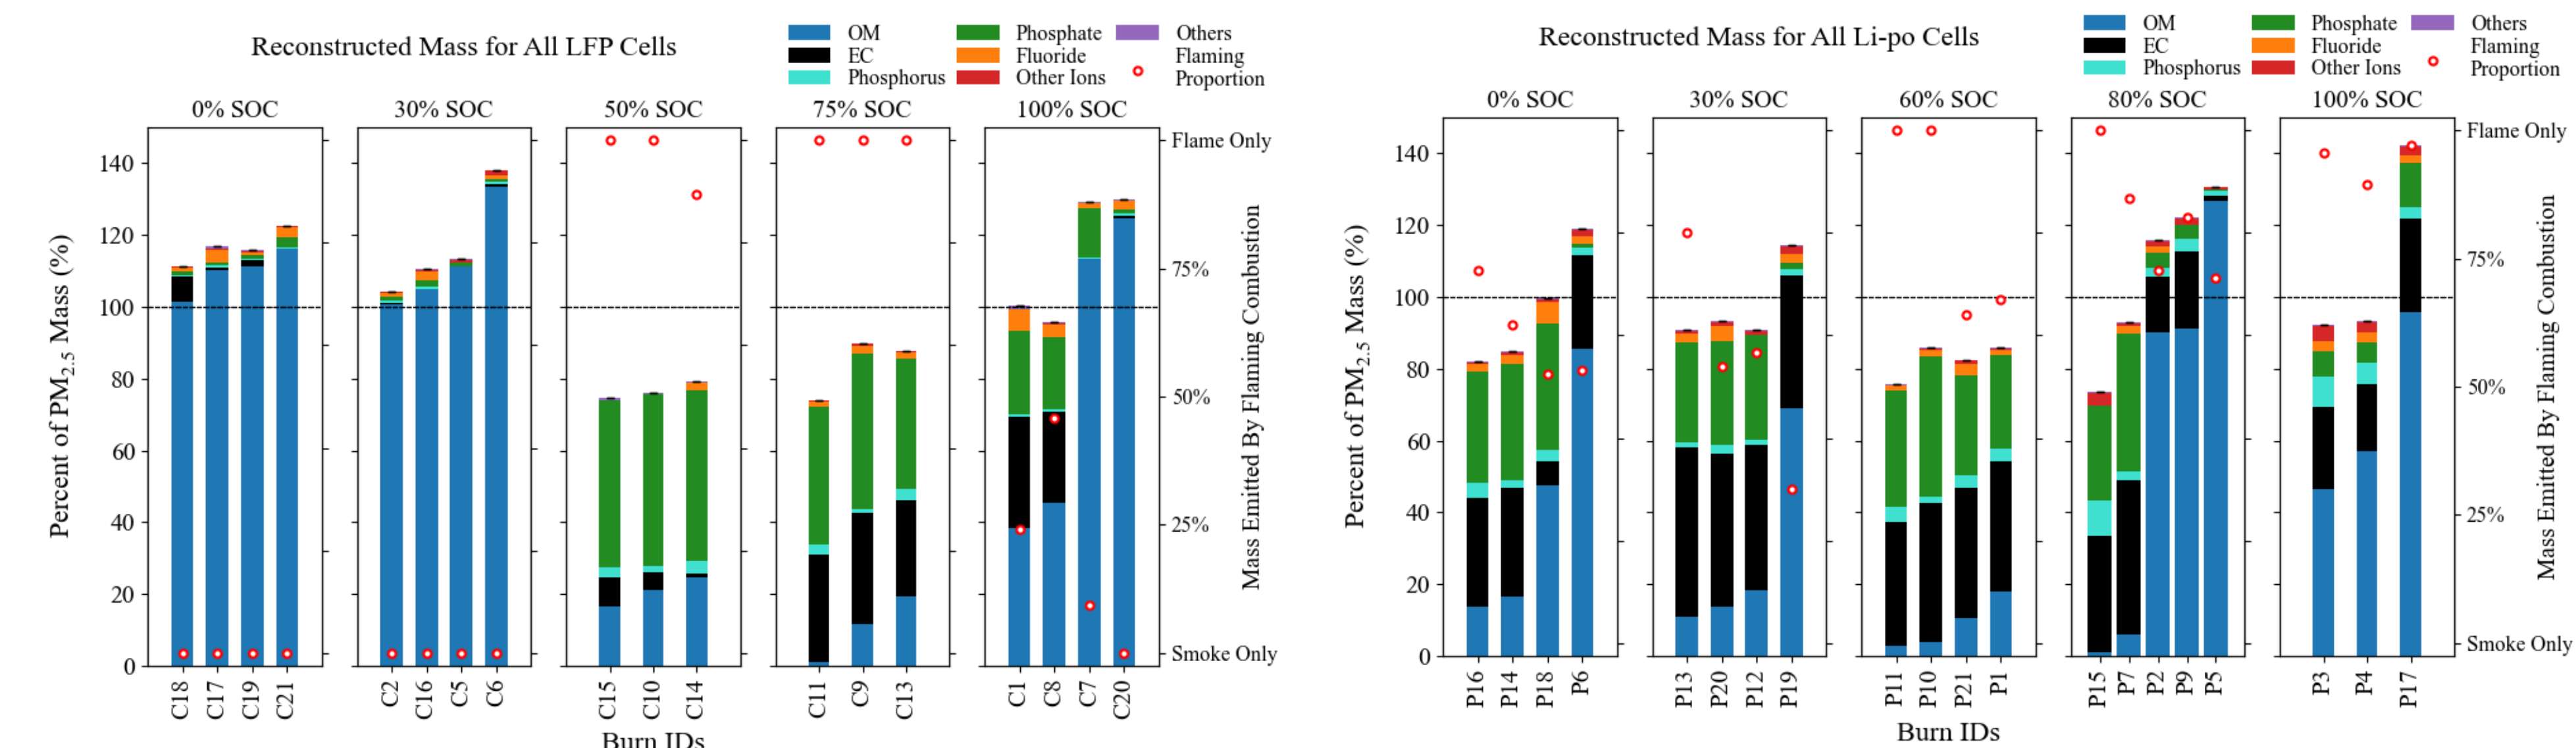 Reconstructed Mass for All LFP Cells
OM
EC
Phosphorus
Phosphate
Fluoride
Other Ions
Others
Flaming
Proportion
0% SOC
30% SOC
50% SOC
75% SOC
100% SOC
Percent of PM2.5 Mass (%)
140
120
100
80
60
40
20
0
Flame Only
75%
50%
25%
Smoke Only
Mass Emitted By Flaming Combustion
C18
C17
C19
C21
C2
C16
C5
C6
C15
C10
C14
C11
C9
C13
C1
C8
C7
C20
Burn IDs
Reconstructed Mass for All Li-po Cells
OM
EC
Phosphorus
Phosphate
Fluoride
Other Ions
Others
Flaming
Proportion
0% SOC
30% SOC
60% SOC
80% SOC
100% SOC
Percent of PM2.5 Mass (%)
140
120
100
80
60
40
20
0
Flame Only
75%
50%
25%
Smoke Only
Mass Emitted By Flaming Combustion
P16
P14
P18
P6
P13
P20
P12
P19
P11
P10
P21
P1
P15
P7
P2
P9
P5
P3
P4
P17
Burn IDs